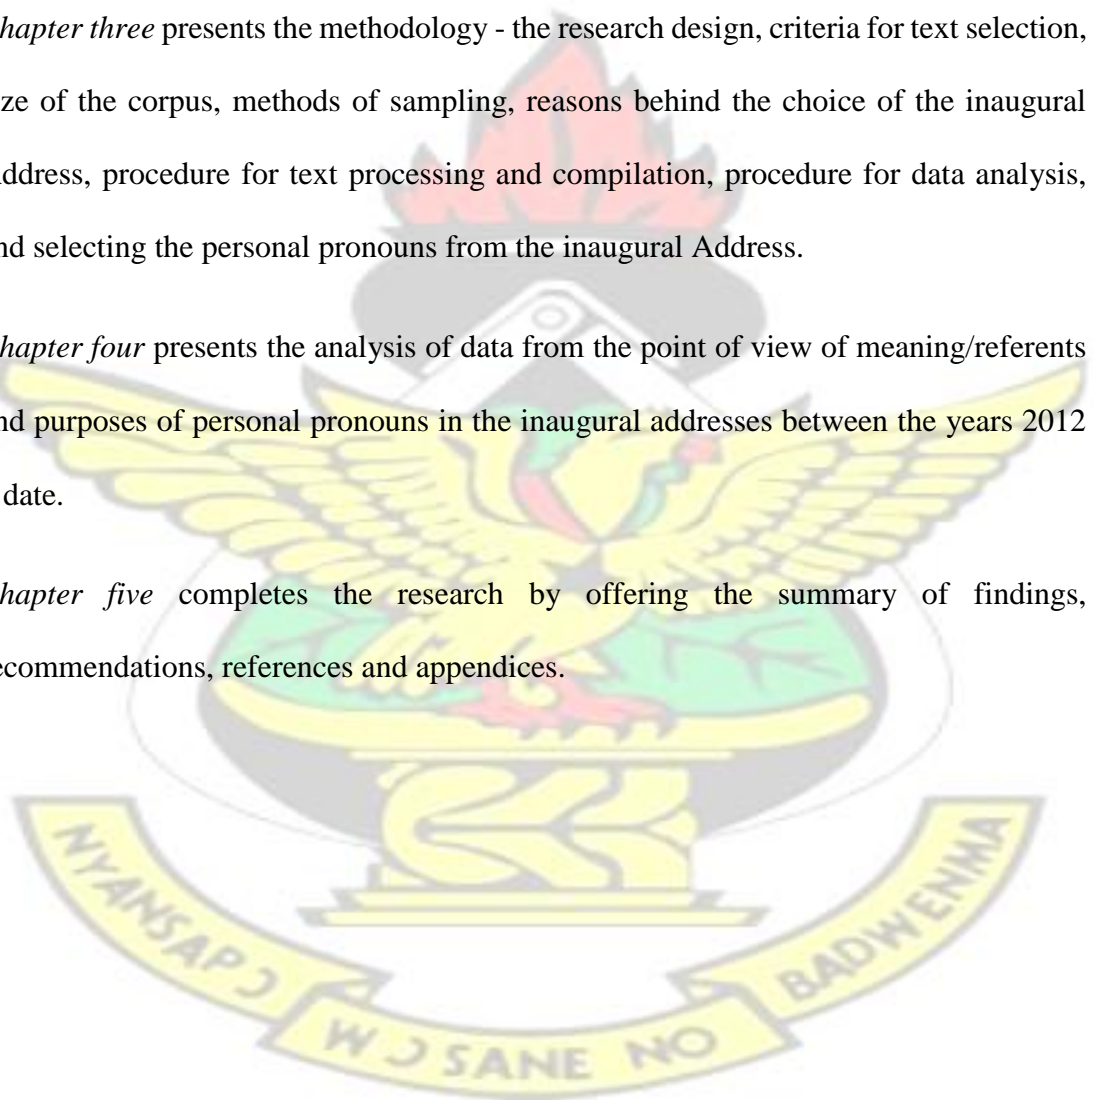 hapter three presents the methodology - the research design, criteria for text selection,
ze of the corpus, methods of sampling, reasons behind the choice of the inaugural
ddress, procedure for text processing and compilation, procedure for data analysis,
nd selecting the personal pronouns from the inaugural Address.
hapter four presents the analysis of data from the point of view of meaning/referents
nd purposes of personal pronouns in the inaugural addresses between the years 2012
date.
hapter five completes the research by offering the summary of findings,
ecommendations, references and appendices.
NYANSAPƆ
WƆSANE NO
BADWENMA